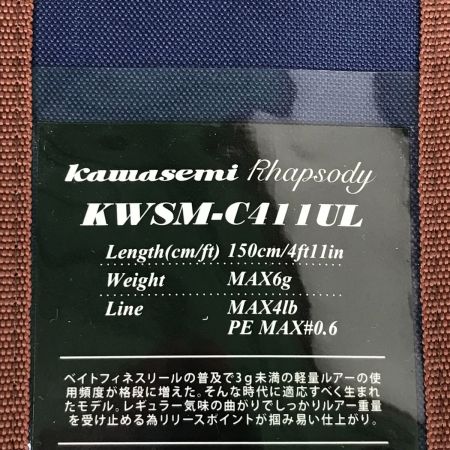 Kawasemi Rhapsody
KWSM-C411UL
Length(cm/ft) 150cm/4ft11in
Weight MAX6g
Line MAX4lb
PE MAX#0.6
ベイトフィネスリールの普及で3g未満の軽量ルアーの使
用頻度が格段に増えた。そんな時代に適応すべく生まれ
たモデル。レギュラー気味の曲がりでしっかりルアー重量
を受け止める為リリースポイントが掴み易い仕上がり。